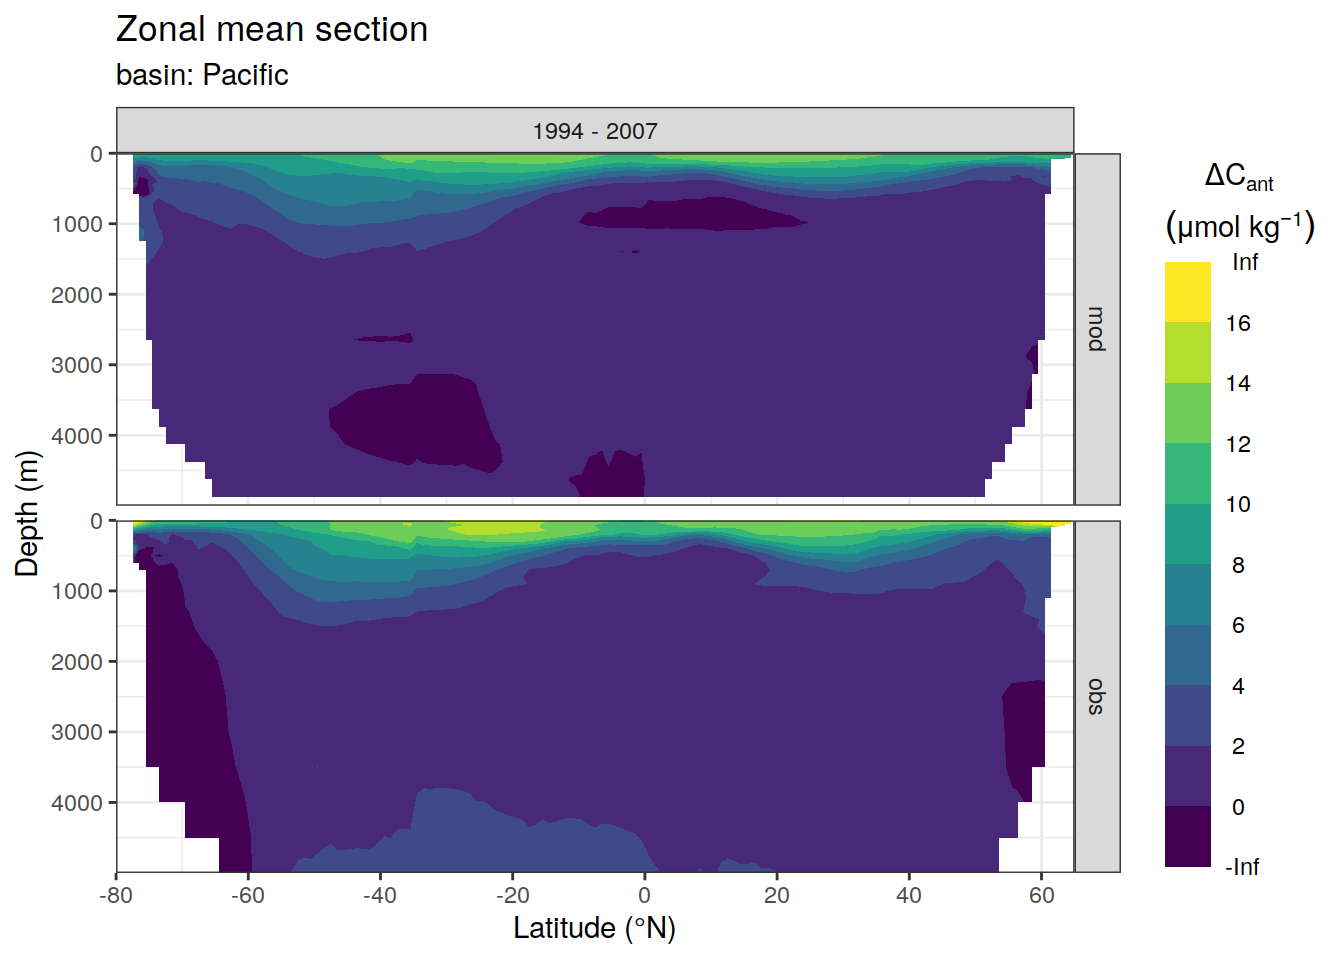 Zonal mean section
basin: Pacific
1994 - 2007
0
1000
2000
3000
4000
mod
0
1000
2000
3000
4000
obs
-80
-60
-40
-20
0
20
40
60
Latitude (°N)
Depth (m)
ΔCant
(μmol kg⁻¹)
Inf
16
14
12
10
8
6
4
2
0
-Inf